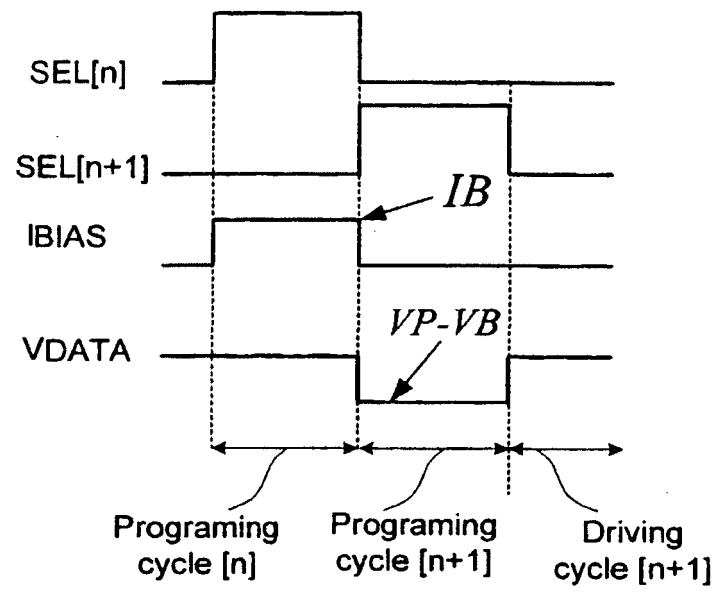 SEL[n]
SEL[n+1]
IB
IBIAS
VP-VB
VDATA
Programing
cycle [n]
Programing
cycle [n+1]
Driving
cycle [n+1]